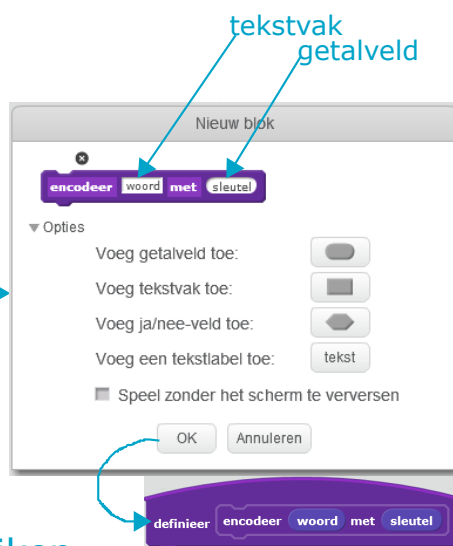 tekstvak
getalveld
Nieuw blok
encodeer woord met sleutel
Opties
Voeg getalveld toe:
Voeg tekstvak toe:
Voeg ja/nee-veld toe:
Voeg een tekstlabel toe: tekst
Speel zonder het scherm te verversen
OK Annuleren
definieer encodeer woord met sleutel